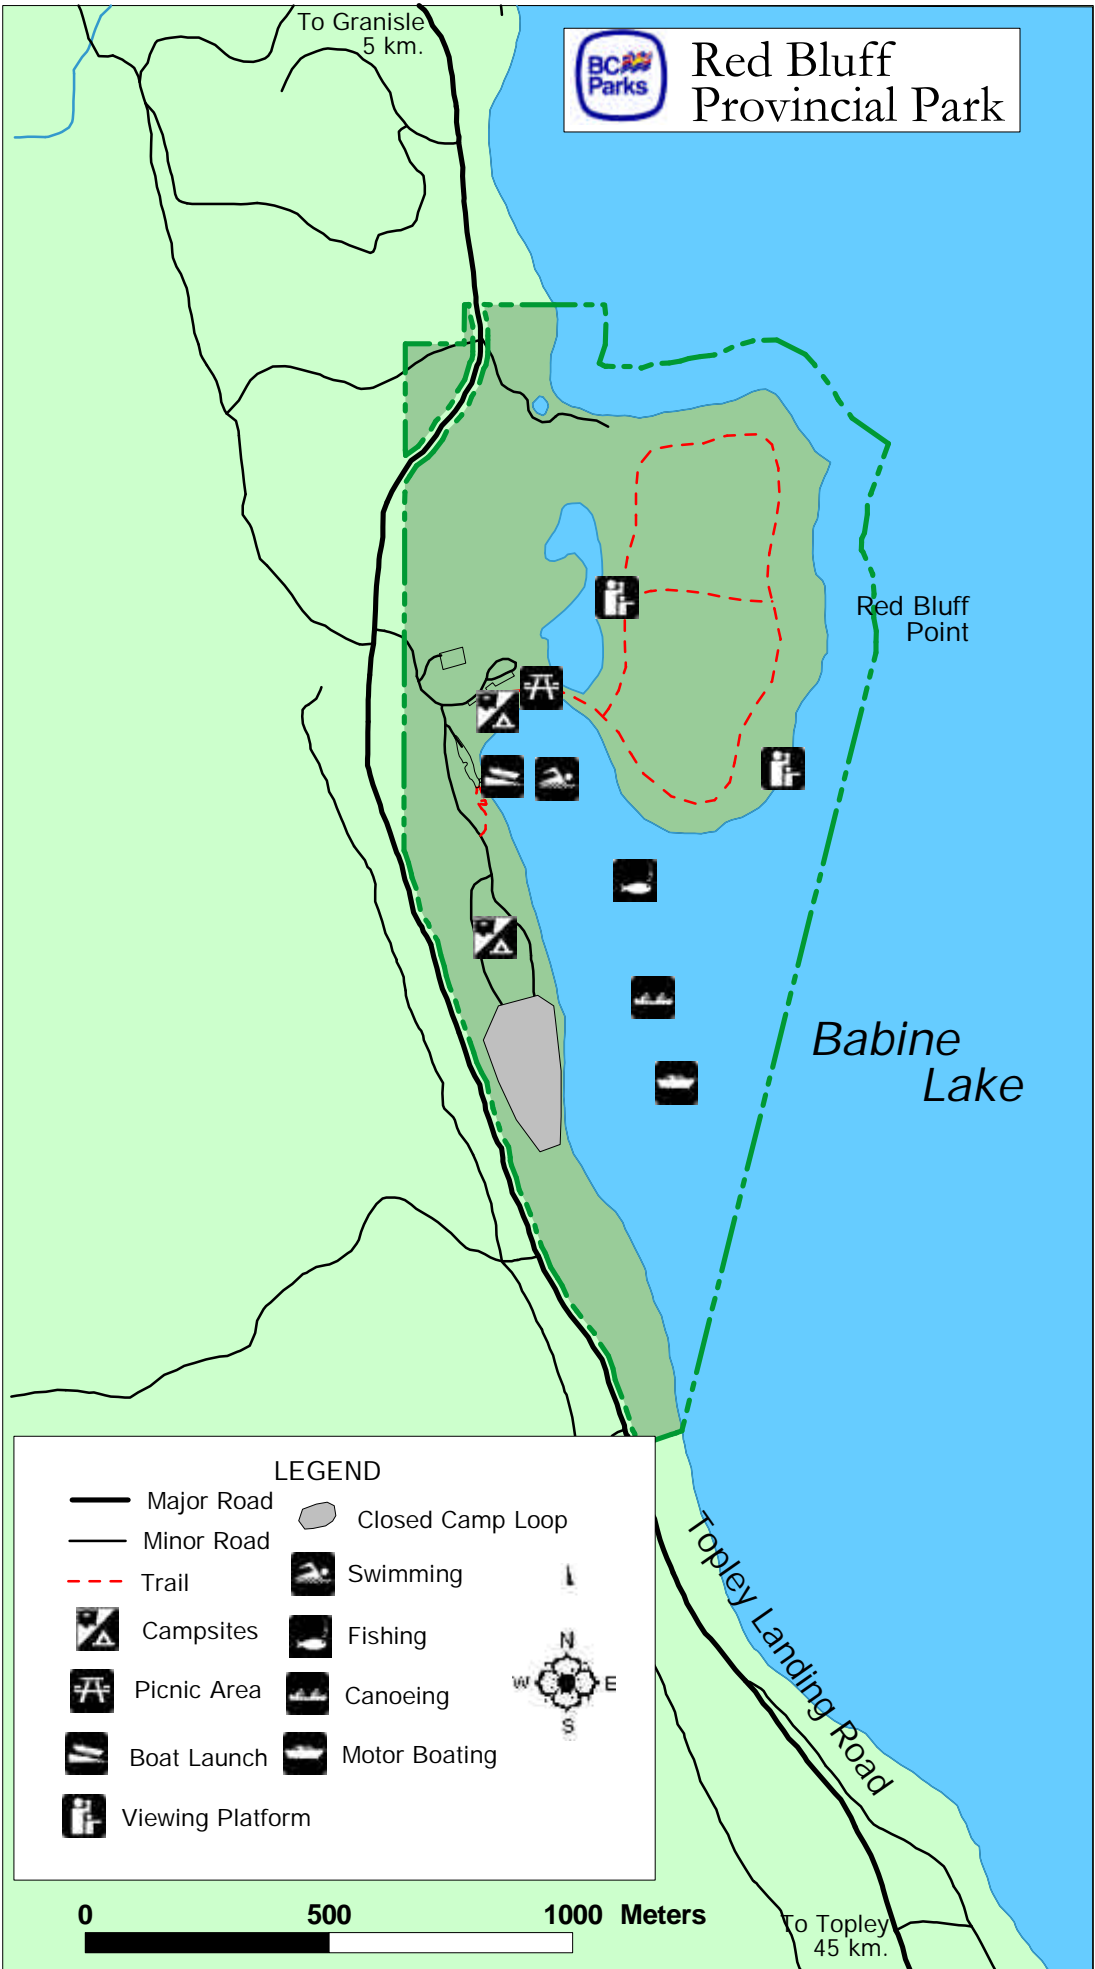 To Granisle
5 km.
BC
Parks
Red Bluff
Provincial Park
Red Bluff
Point
Babine
Lake
LEGEND
Major Road
Minor Road
Trail
Campsites
Picnic Area
Boat Launch
Viewing Platform
Closed Camp Loop
Swimming
Fishing
Canoeing
Motor Boating
N
W E
S
Topley Landing Road
0 500 1000 Meters
To Topley
45 km.